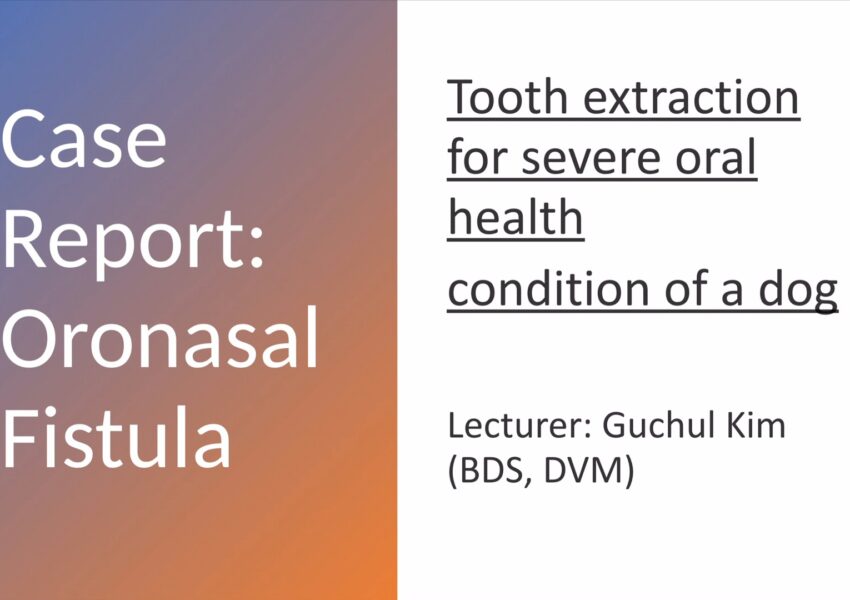 Case
Report:
Oronasal
Fistula
Tooth extraction
for severe oral
health
condition of a dog
Lecturer: Guchul Kim
(BDS, DVM)